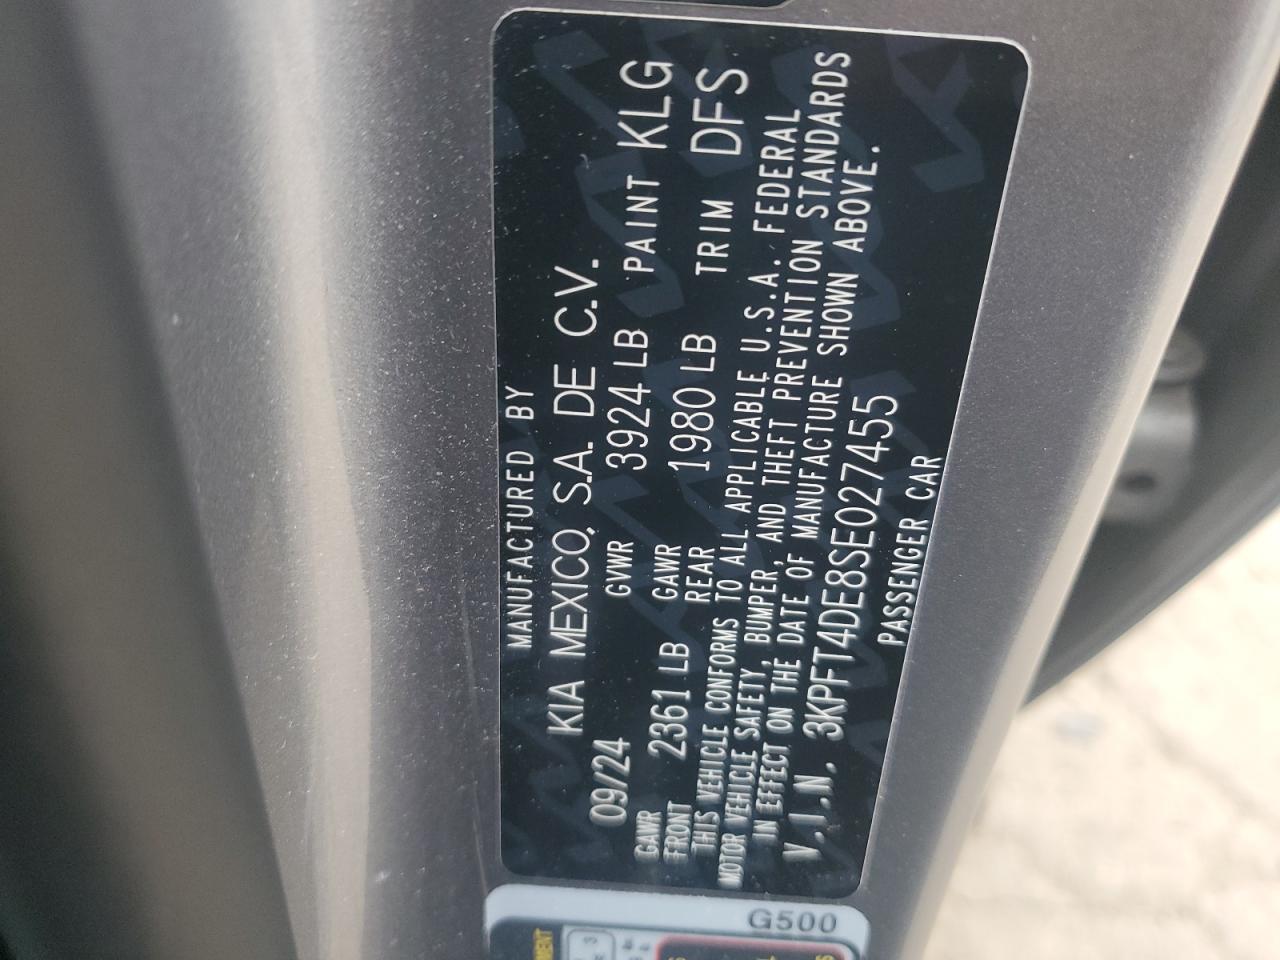 MANUFACTURED BY
KIA MEXICO, S.A. DE C.V.
09/24 GVWR 3924 LB PAINT KLG
GAWR FRONT 2361 LB GAWR REAR 1980 LB TRIM DFS
THIS VEHICLE CONFORMS TO ALL APPLICABLE U.S.A. FEDERAL
MOTOR VEHICLE SAFETY, BUMPER, AND THEFT PREVENTION STANDARDS
IN EFFECT ON THE DATE OF MANUFACTURE SHOWN ABOVE.
V.I.N. 3KPFT4DE8SE027455
PASSENGER CAR
G500